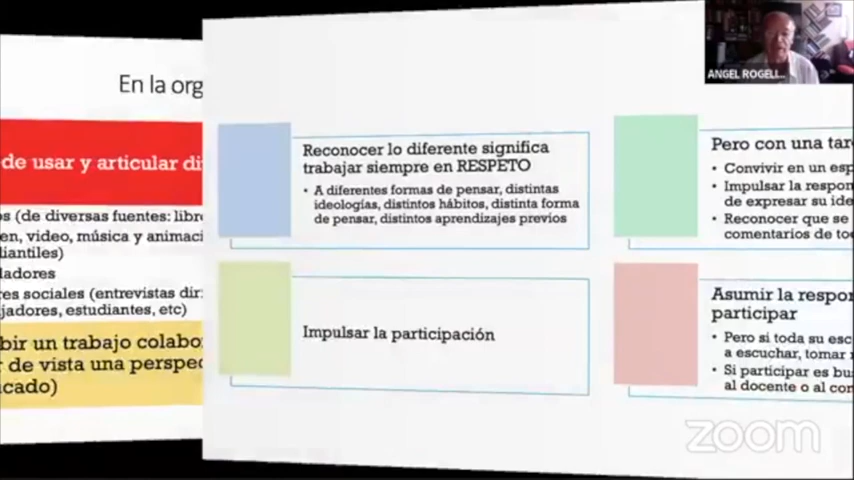 En la org
de usar y articular di
os (de diversas fuentes: libro
en, video, música y animaci
diantiles)
ladores
res sociales (entrevistas dir
jadores, estudiantes, etc)
bir un trabajo colabo
r de vista una perspec
cado)
Reconocer lo diferente significa
trabajar siempre en RESPETO
• A diferentes formas de pensar, distintas
ideologías, distintos hábitos, distinta forma
de pensar, distintos aprendizajes previos
Impulsar la participación
Pero con una tar
• Convivir en un esp
• Impulsar la respon
de expresar su ide
• Reconocer que se
comentarios de to
Asumir la respon
participar
• Pero si toda su esc
a escuchar, tomar
• Si participar es bu
al docente o al con
ANGEL ROGELI...
zoom